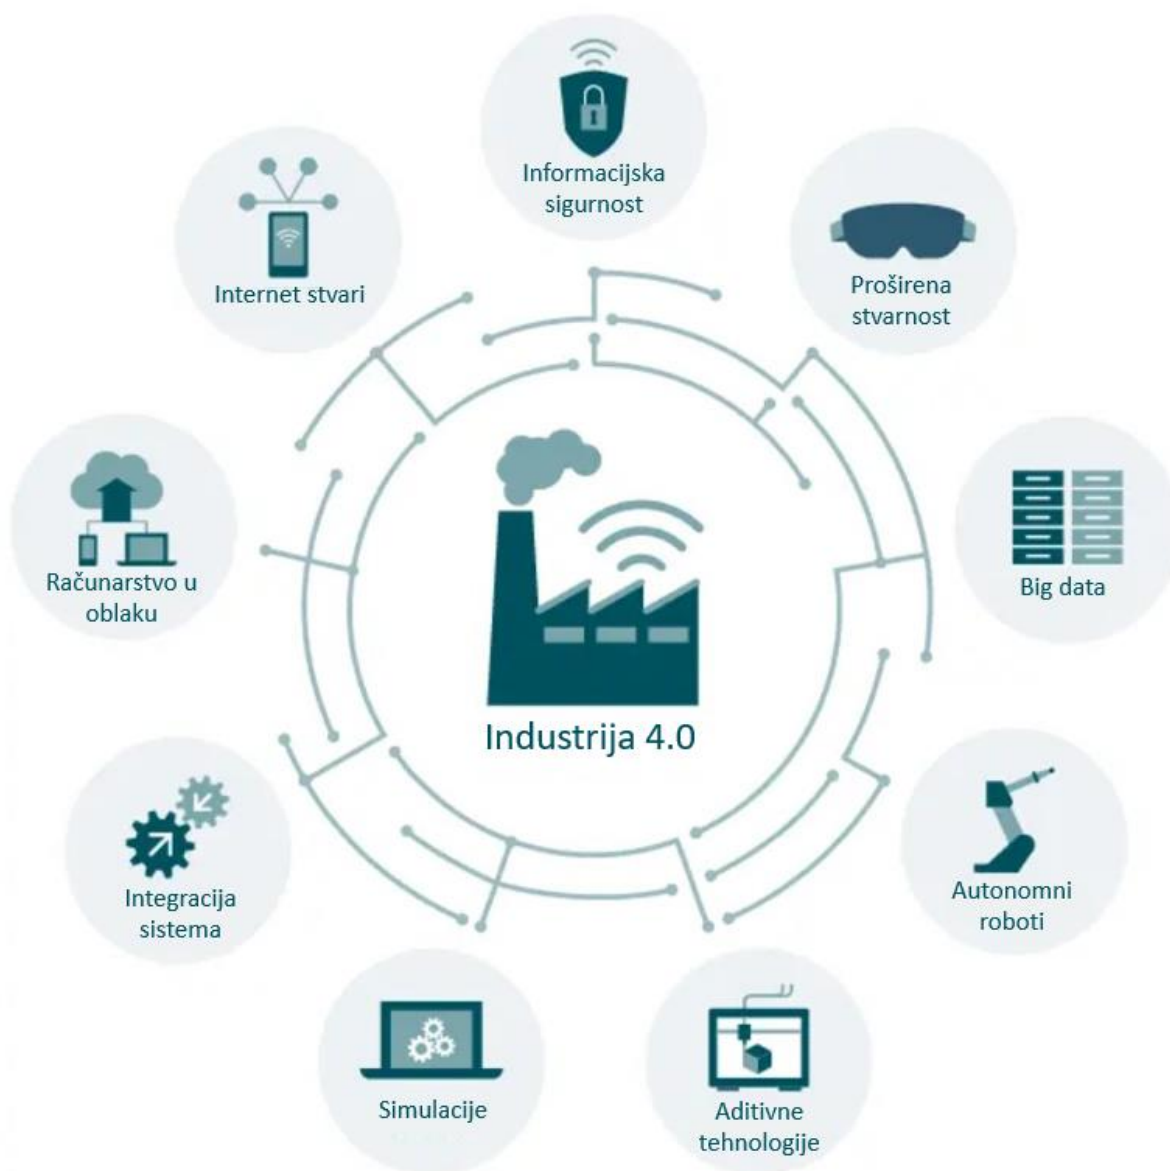 Informacijska
sigurnost
Proširena
stvarnost
Big data
Autonomni
roboti
Aditivne
tehnologije
Simulacije
Integracija
sistema
Računarstvo u
oblaku
Internet stvari
Industrija 4.0